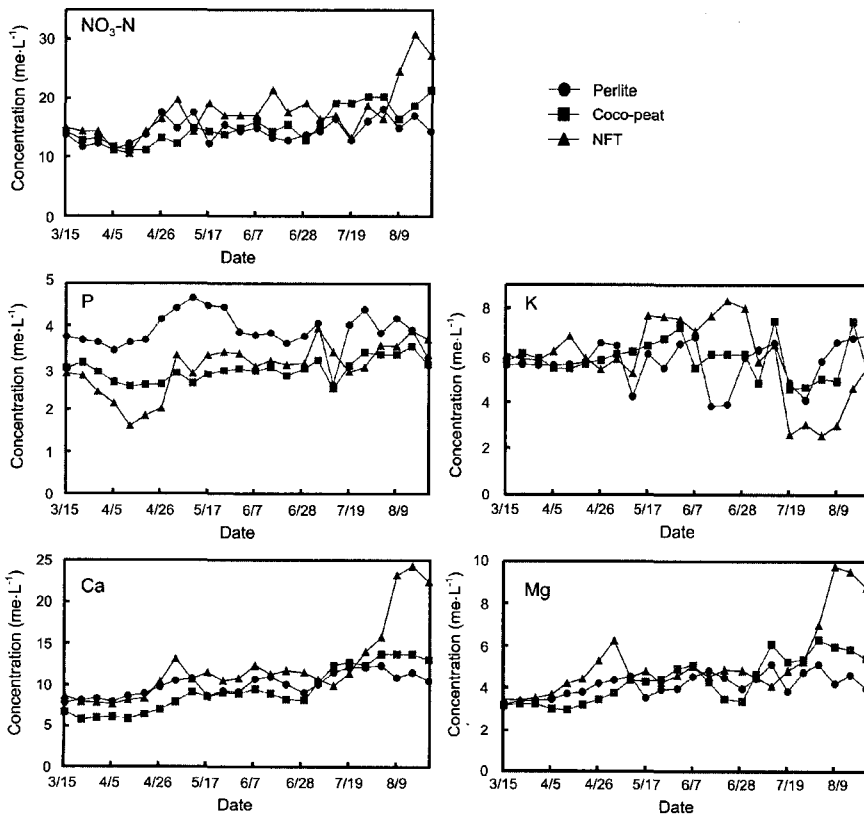 NO₃-N
Concentration (me·L⁻¹)
30
20
10
0
3/15 4/5 4/26 5/17 6/7 6/28 7/19 8/9
Date
Perlite
Coco-peat
NFT
P
Concentration (me·L⁻¹)
5
4
3
2
1
0
3/15 4/5 4/26 5/17 6/7 6/28 7/19 8/9
Date
K
Concentration (me·L⁻¹)
8
6
4
2
0
3/15 4/5 4/26 5/17 6/7 6/28 7/19 8/9
Date
Ca
Concentration (me·L⁻¹)
25
20
15
10
5
0
3/15 4/5 4/26 5/17 6/7 6/28 7/19 8/9
Date
Mg
Concentration (me·L⁻¹)
10
8
6
4
2
0
3/15 4/5 4/26 5/17 6/7 6/28 7/19 8/9
Date